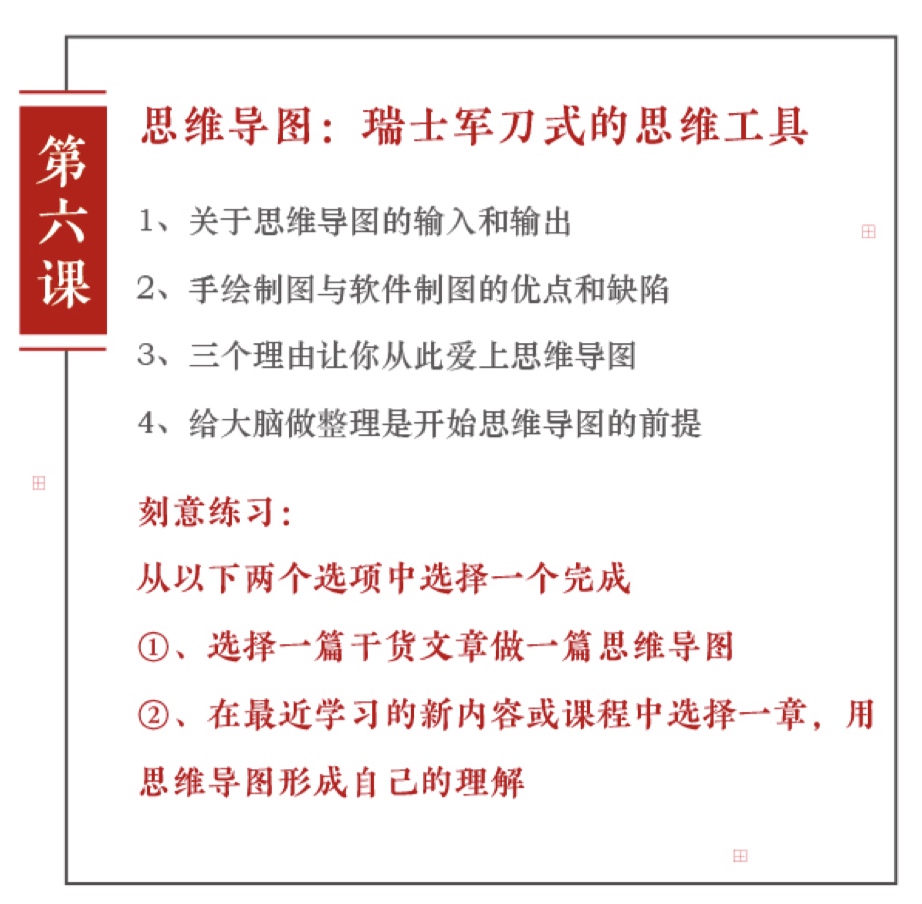 第六课
思维导图：瑞士军刀式的思维工具
1、关于思维导图的输入和输出
2、手绘制图与软件制图的优点和缺陷
3、三个理由让你从此爱上思维导图
4、给大脑做整理是开始思维导图的前提
刻意练习：
从以下两个选项中选择一个完成
①、选择一篇干货文章做一篇思维导图
②、在最近学习的新内容或课程中选择一章，用
思维导图形成自己的理解